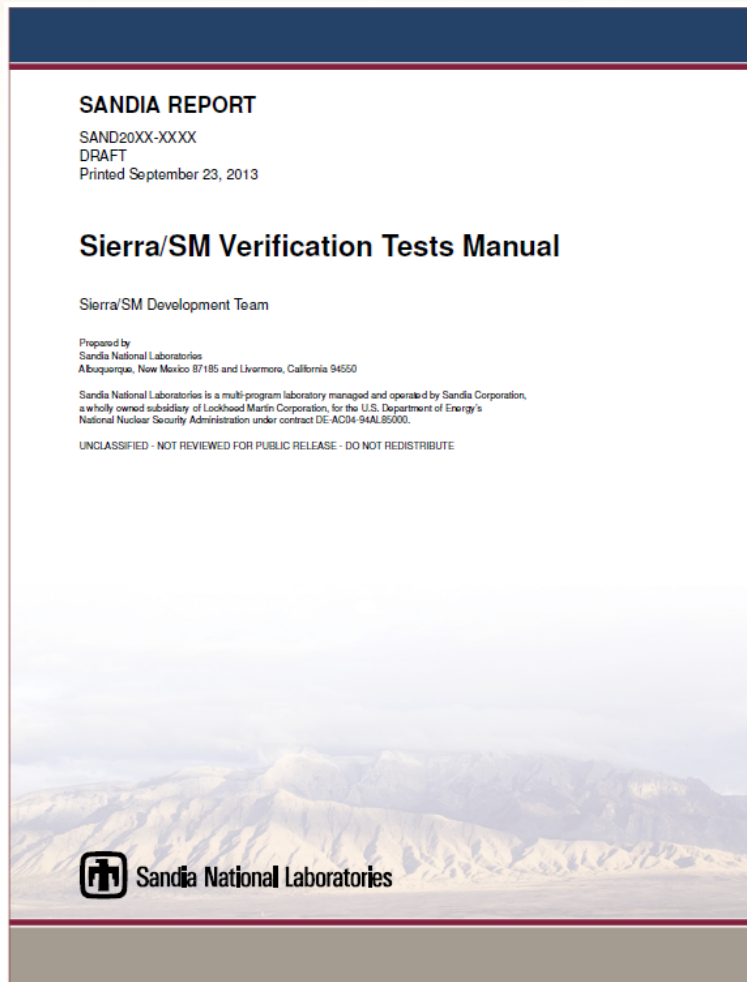 SANDIA REPORT
SAND20XX-XXXX
DRAFT
Printed September 23, 2013
Sierra/SM Verification Tests Manual
Sierra/SM Development Team
Prepared by
Sandia National Laboratories
Albuquerque, New Mexico 87185 and Livermore, California 94550
Sandia National Laboratories is a multi-program laboratory managed and operated by Sandia Corporation,
a wholly owned subsidiary of Lockheed Martin Corporation, for the U.S. Department of Energy's
National Nuclear Security Administration under contract DE-AC04-94AL85000.
UNCLASSIFIED - NOT REVIEWED FOR PUBLIC RELEASE - DO NOT REDISTRIBUTE
Sandia National Laboratories